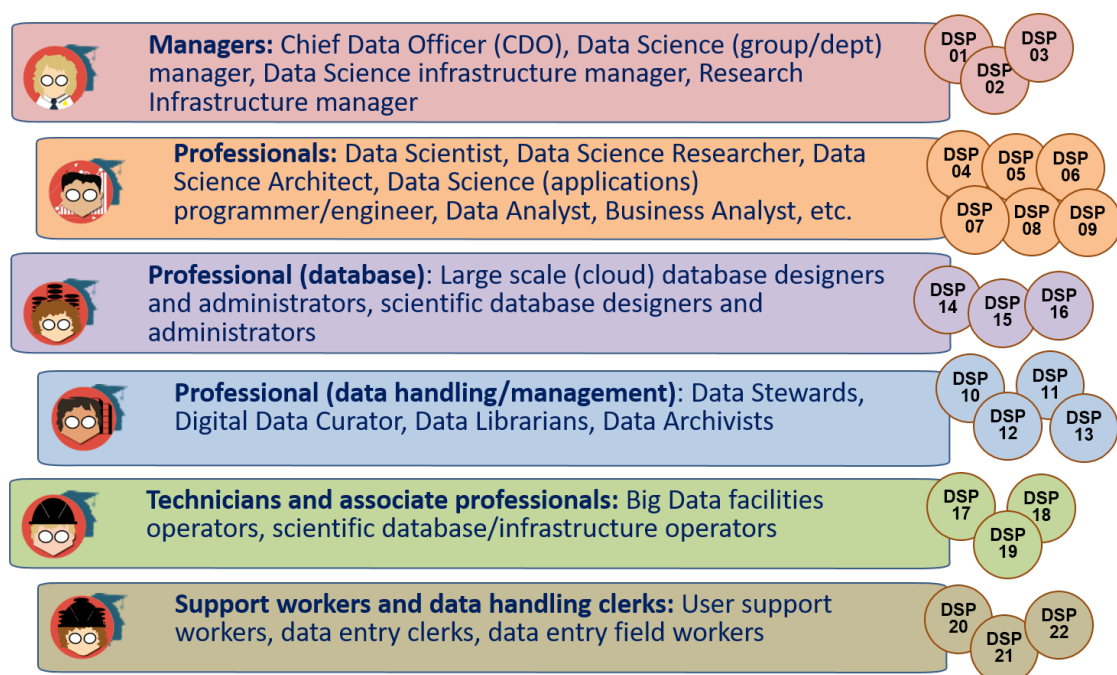 Managers: Chief Data Officer (CDO), Data Science (group/dept)
manager, Data Science infrastructure manager, Research
Infrastructure manager
DSP
01
DSP
02
DSP
03
Professionals: Data Scientist, Data Science Researcher, Data
Science Architect, Data Science (applications)
programmer/engineer, Data Analyst, Business Analyst, etc.
DSP
04
DSP
05
DSP
06
DSP
07
DSP
08
DSP
09
Professional (database): Large scale (cloud) database designers
and administrators, scientific database designers and
administrators
DSP
14
DSP
15
DSP
16
Professional (data handling/management): Data Stewards,
Digital Data Curator, Data Librarians, Data Archivists
DSP
10
DSP
11
DSP
12
DSP
13
Technicians and associate professionals: Big Data facilities
operators, scientific database/infrastructure operators
DSP
17
DSP
18
DSP
19
Support workers and data handling clerks: User support
workers, data entry clerks, data entry field workers
DSP
20
DSP
21
DSP
22